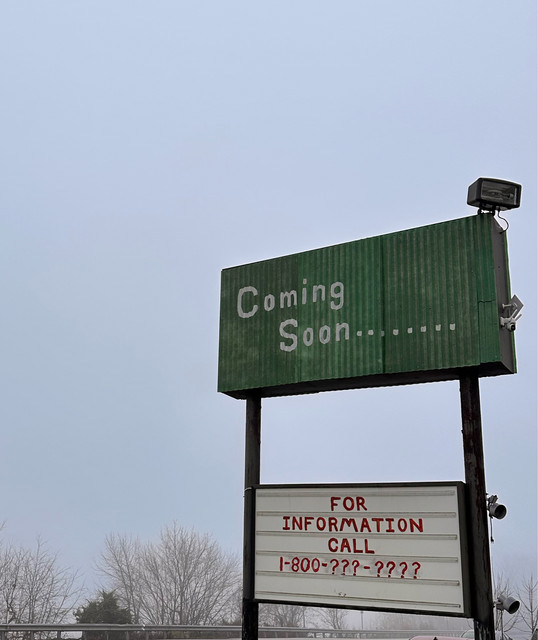 Coming
Soon........
FOR
INFORMATION
CALL
1-800-???-????